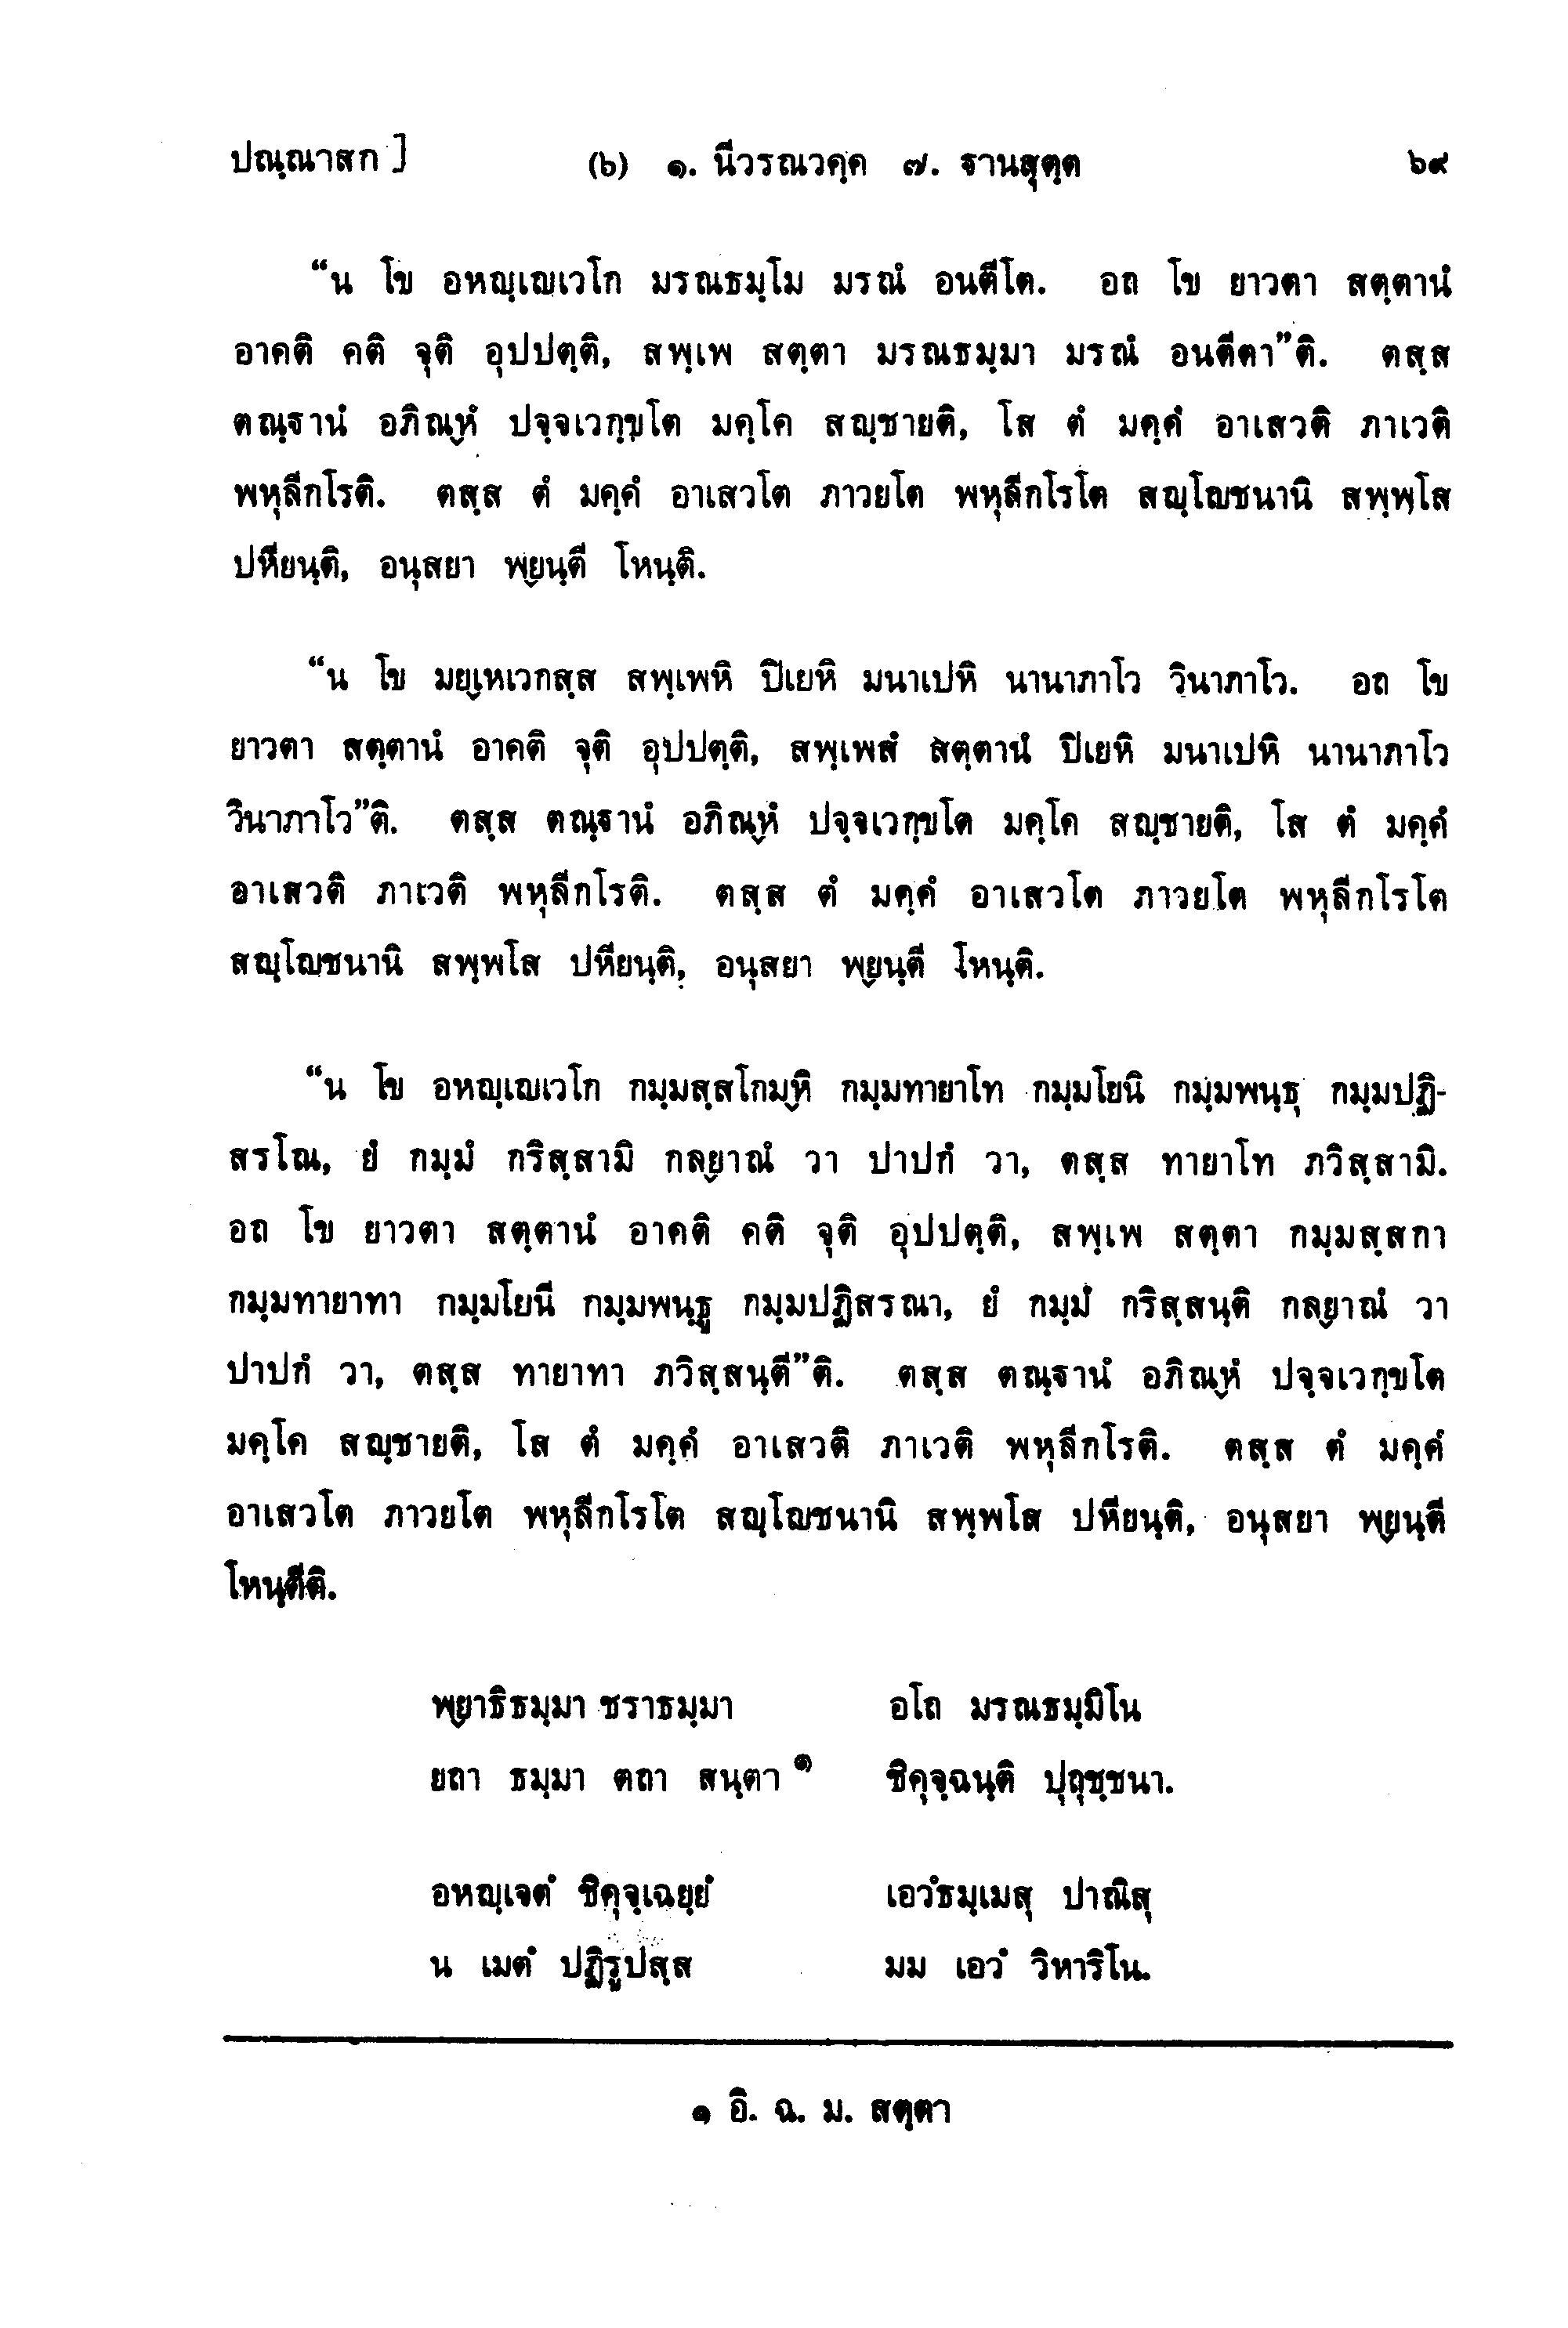 ปณฺณาสก ] (๖) ๑. นีวรณวคฺค ๗. ฐานสุตฺต ๖๙
“น โข อหญฺเญเวโก มรณธมฺโม มรณํ อนตีโต. อถ โข ยาวตา สตฺตานํ
อาคติ คติ จุติ อุปปตฺติ, สพฺเพ สตฺตา มรณธมฺมา มรณํ อนตีตา”ติ. ตสฺส
ตณฺฐานํ อภิณฺหํ ปจฺจเวกฺขโต มคฺโค สญฺชายติ, โส ตํ มคฺคํ อาเสวติ ภาเวติ
พหุลีกโรติ. ตสฺส ตํ มคฺคํ อาเสวโต ภาวยโต พหุลีกโรโต สญฺโญชนานิ สพฺพโส
ปหียนฺติ, อนุสยา พฺยนฺตี โหนฺติ.
“น โข มยฺเหเวกสฺส สพฺเพหิ ปิเยหิ มนาเปหิ นานาภาโว วินาภาโว. อถ โข
ยาวตา สตฺตานํ อาคติ จุติ อุปปตฺติ, สพฺเพสํ สตฺตานํ ปิเยหิ มนาเปหิ นานาภาโว
วินาภาโว”ติ. ตสฺส ตณฺฐานํ อภิณฺหํ ปจฺจเวกฺขโต มคฺโค สญฺชายติ, โส ตํ มคฺคํ
อาเสวติ ภาเวติ พหุลีกโรติ. ตสฺส ตํ มคฺคํ อาเสวโต ภาวยโต พหุลีกโรโต
สญฺโญชนานิ สพฺพโส ปหียนฺติ, อนุสยา พฺยนฺตี โหนฺติ.
“น โข อหญฺเญเวโก กมฺมสฺสโกมฺหิ กมฺมทายาโท กมฺมโยนิ กมฺมพนฺธุ กมฺมปฏิ-
สรโณ, ยํ กมฺมํ กริสฺสามิ กลฺยาณํ วา ปาปกํ วา, ตสฺส ทายาโท ภวิสฺสามิ.
อถ โข ยาวตา สตฺตานํ อาคติ คติ จุติ อุปปตฺติ, สพฺเพ สตฺตา กมฺมสฺสกา
กมฺมทายาทา กมฺมโยนี กมฺมพนฺธู กมฺมปฏิสรณา, ยํ กมฺมํ กริสฺสนฺติ กลฺยาณํ วา
ปาปกํ วา, ตสฺส ทายาทา ภวิสฺสนฺตี”ติ. ตสฺส ตณฺฐานํ อภิณฺหํ ปจฺจเวกฺขโต
มคฺโค สญฺชายติ, โส ตํ มคฺคํ อาเสวติ ภาเวติ พหุลีกโรติ. ตสฺส ตํ มคฺคํ
อาเสวโต ภาวยโต พหุลีกโรโต สญฺโญชนานิ สพฺพโส ปหียนฺติ, อนุสยา พฺยนฺตี
โหนฺตีติ.
พฺยาธิธมฺมา ชราธมฺมา อโถ มรณธมฺมิโน
ยถา ธมฺมา ตถา สนฺตา ๑ ชิคุจฺฉนฺติ ปุถุชฺชนา.
อหญฺเจตํ ชิคุจฺเฉยฺยํ เอวํธมฺเมสุ ปาณิสุ
น เมตํ ปฏิรูปสฺส มม เอวํ วิหาริโน.
๑ อิ. ฉ. ม. สตฺตา